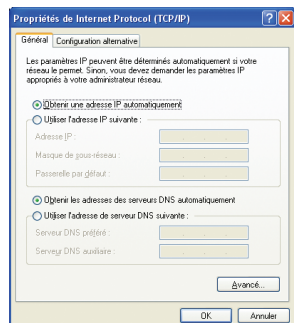 Propriétés de Internet Protocol (TCP/IP)
Général Configuration alternative
Les paramètres IP peuvent être déterminés automatiquement si votre
réseau le permet. Sinon, vous devez demander les paramètres IP
appropriés à votre administrateur réseau.
Obtenir une adresse IP automatiquement
Utiliser l'adresse IP suivante :
Adresse IP :
Masque de sous-réseau :
Passerelle par défaut :
Obtenir les adresses des serveurs DNS automatiquement
Utiliser l'adresse de serveur DNS suivante :
Serveur DNS préféré :
Serveur DNS auxiliaire :
Avancé...
OK Annuler